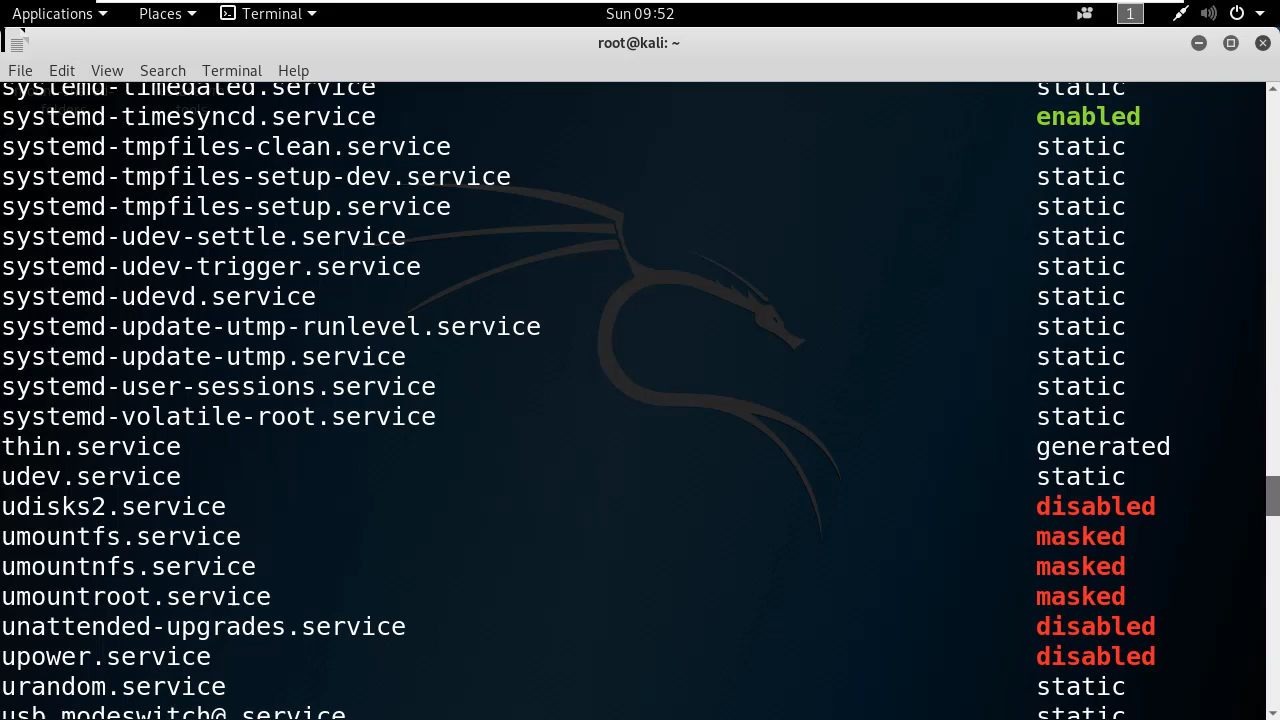 Applications Places Terminal Sun 09:52 1
root@kali: ~
File Edit View Search Terminal Help
systemd-timedated.service static
systemd-timesyncd.service enabled
systemd-tmpfiles-clean.service static
systemd-tmpfiles-setup-dev.service static
systemd-tmpfiles-setup.service static
systemd-udev-settle.service static
systemd-udev-trigger.service static
systemd-udevd.service static
systemd-update-utmp-runlevel.service static
systemd-update-utmp.service static
systemd-user-sessions.service static
systemd-volatile-root.service static
thin.service generated
udev.service static
udisks2.service disabled
umountfs.service masked
umountnfs.service masked
umountroot.service masked
unattended-upgrades.service disabled
upower.service disabled
urandom.service static
usb_modeswitch@.service static